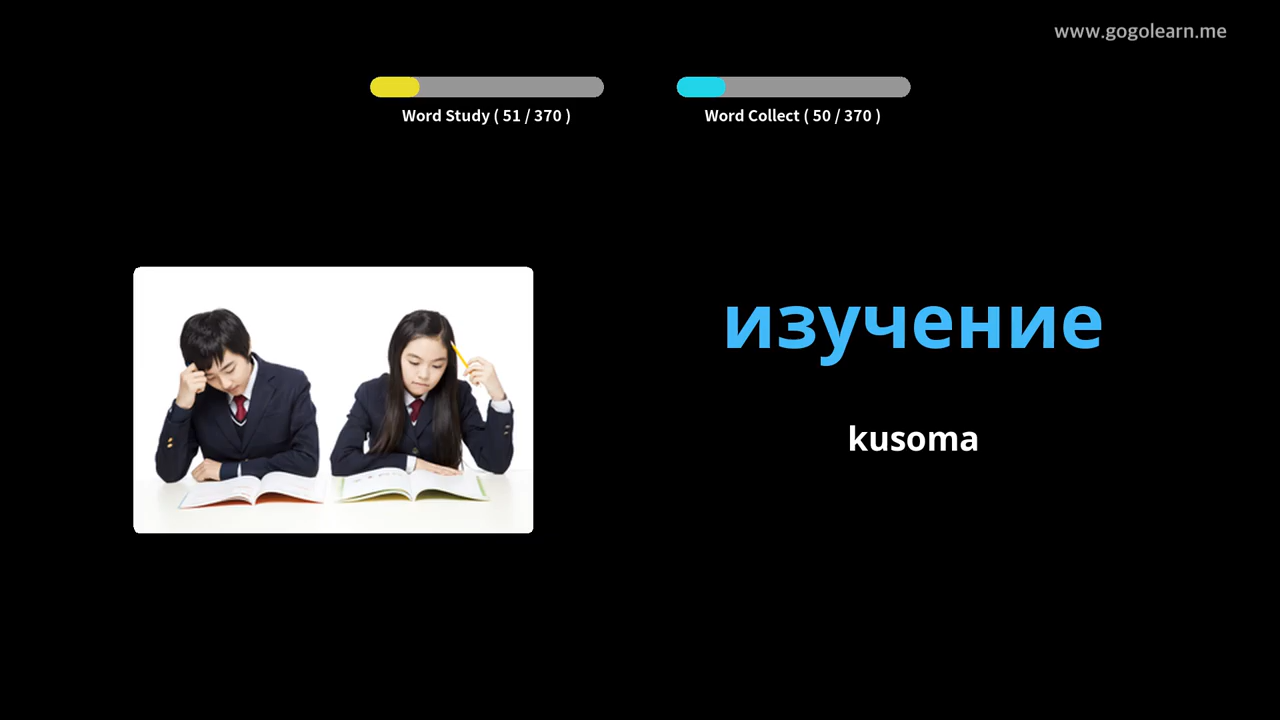 www.gogolearn.me
Word Study ( 51 / 370 )
Word Collect ( 50 / 370 )
изучение
kusoma